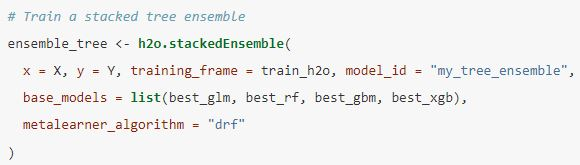 # Train a stacked tree ensemble
ensemble_tree <- h2o.stackedEnsemble(
  x = X, y = Y, training_frame = train_h2o, model_id = "my_tree_ensemble",
  base_models = list(best_glm, best_rf, best_gbm, best_xgb),
  metalearner_algorithm = "drf"
)